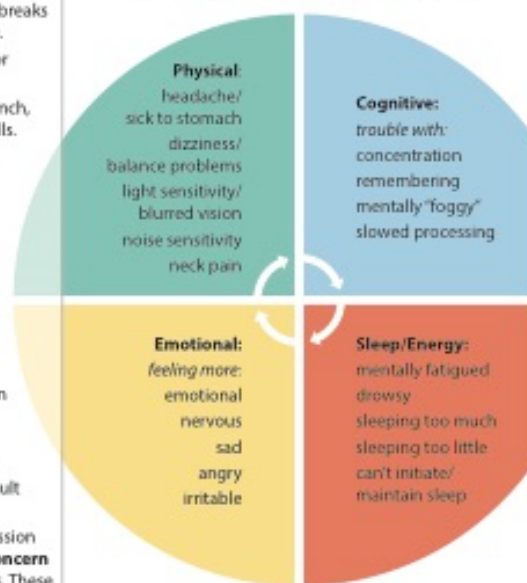 breaks
Physical:
headache/
sick to stomach
dizziness/
balance problems
light sensitivity/
blurred vision
noise sensitivity
neck pain
Cognitive:
trouble with:
concentration
remembering
mentally "foggy"
slowed processing
Emotional:
feeling more:
emotional
nervous
sad
angry
irritable
Sleep/Energy:
mentally fatigued
drowsy
sleeping too much
sleeping too little
can't initiate/
maintain sleep
These